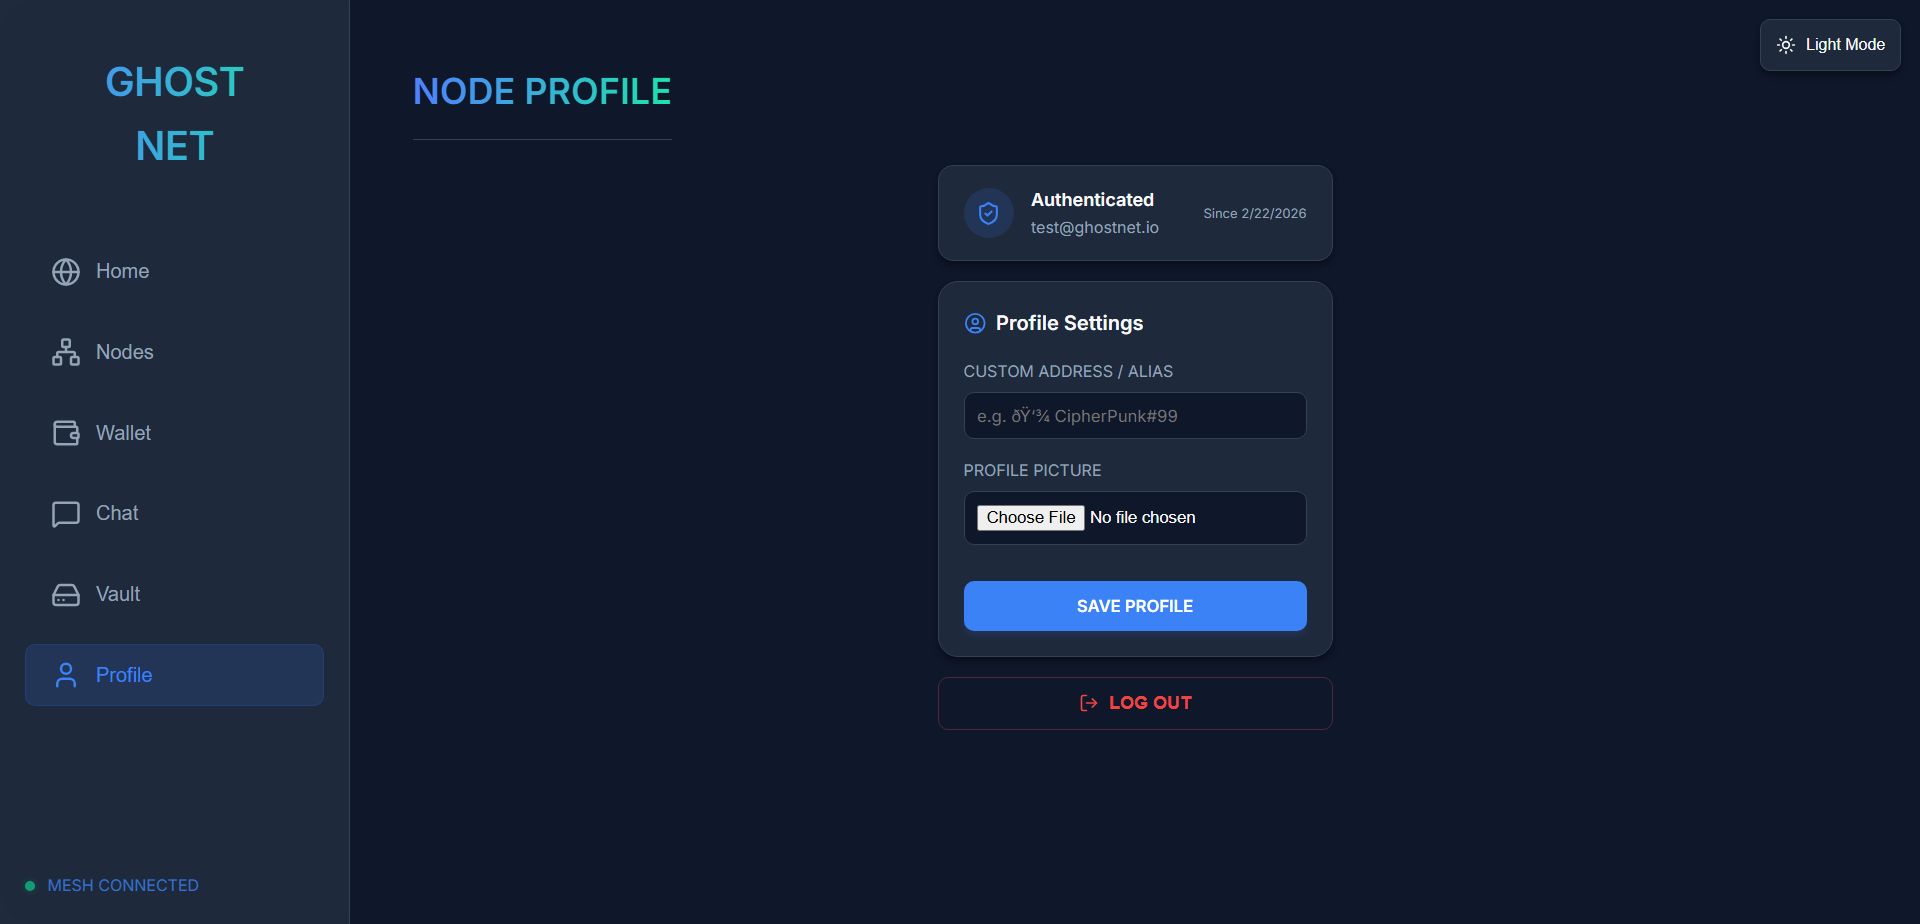 GHOST
NET
Home
Nodes
Wallet
Chat
Vault
Profile
MESH CONNECTED
Light Mode
NODE PROFILE
Authenticated
test@ghostnet.io
Since 2/22/2026
Profile Settings
CUSTOM ADDRESS / ALIAS
e.g. ðŸ‘¾ CipherPunk#99
PROFILE PICTURE
Choose File No file chosen
SAVE PROFILE
LOG OUT